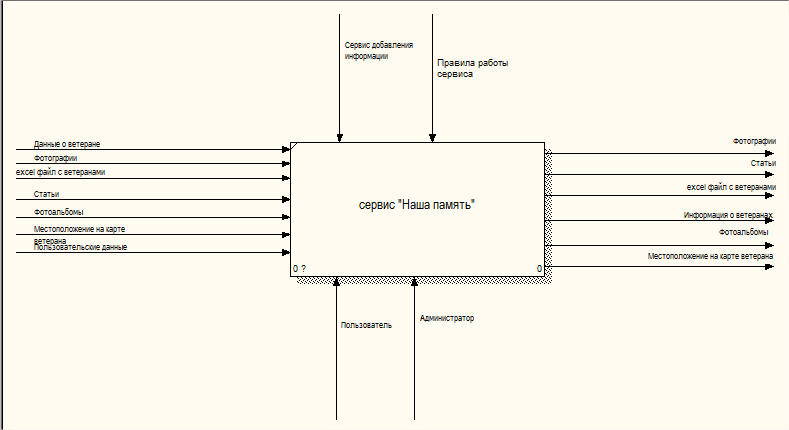 Сервис добавления
информации
Правила работы
сервиса
Данные о ветеране
Фотографии
excel файл с ветеранами
Статьи
Фотоальбомы
Местоположение на карте
ветерана
Пользовательские данные
сервис "Наша память"
0 ?
0
Фотографии
Статьи
excel файл с ветеранами
Информация о ветеранах
Фотоальбомы
Местоположение на карте ветерана
Пользователь
Администратор